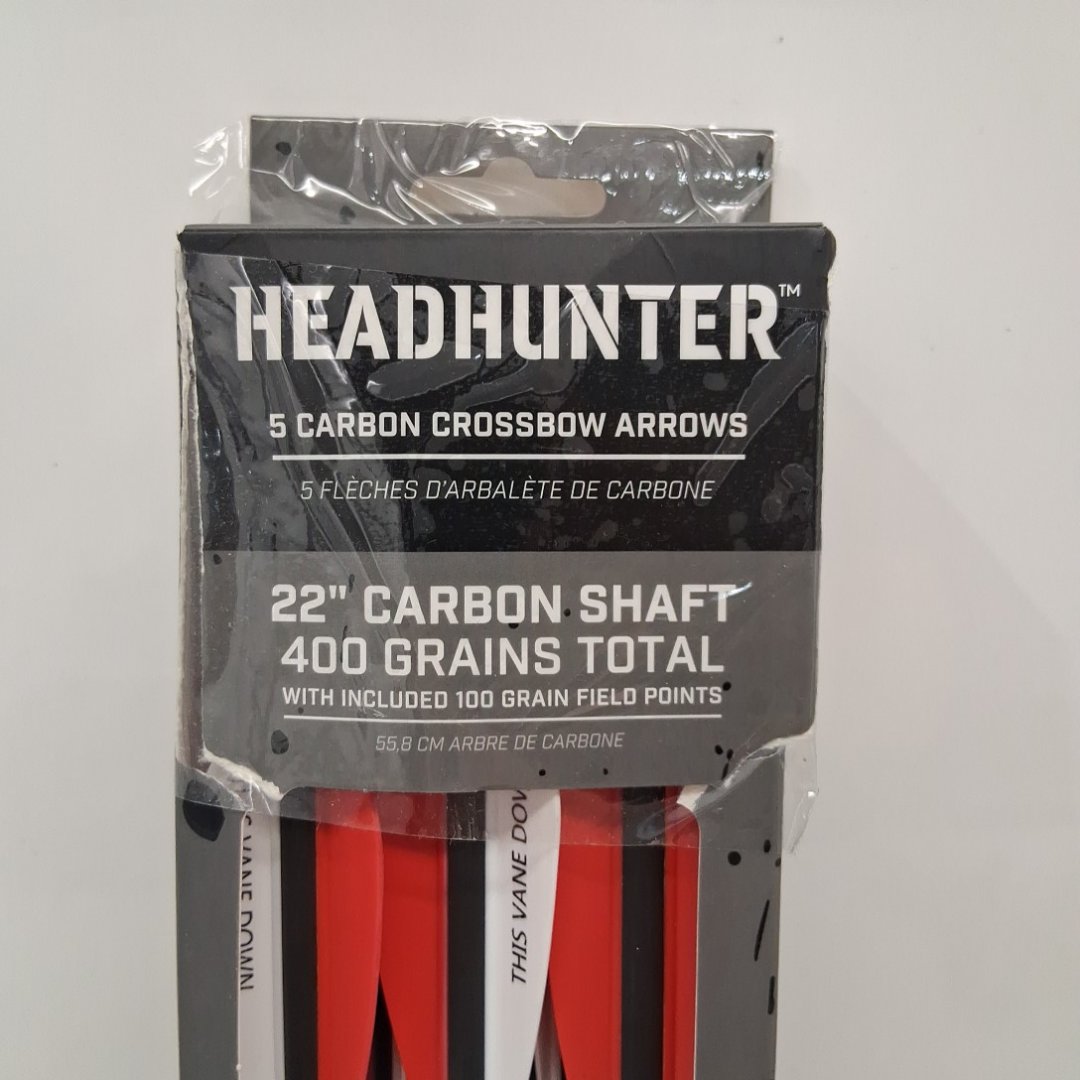 HEADHUNTER™
5 CARBON CROSSBOW ARROWS
5 FLÈCHES D'ARBALÈTE DE CARBONE
22" CARBON SHAFT
400 GRAINS TOTAL
WITH INCLUDED 100 GRAIN FIELD POINTS
55,8 CM ARBRE DE CARBONE
VANE DOWN
THIS VANE